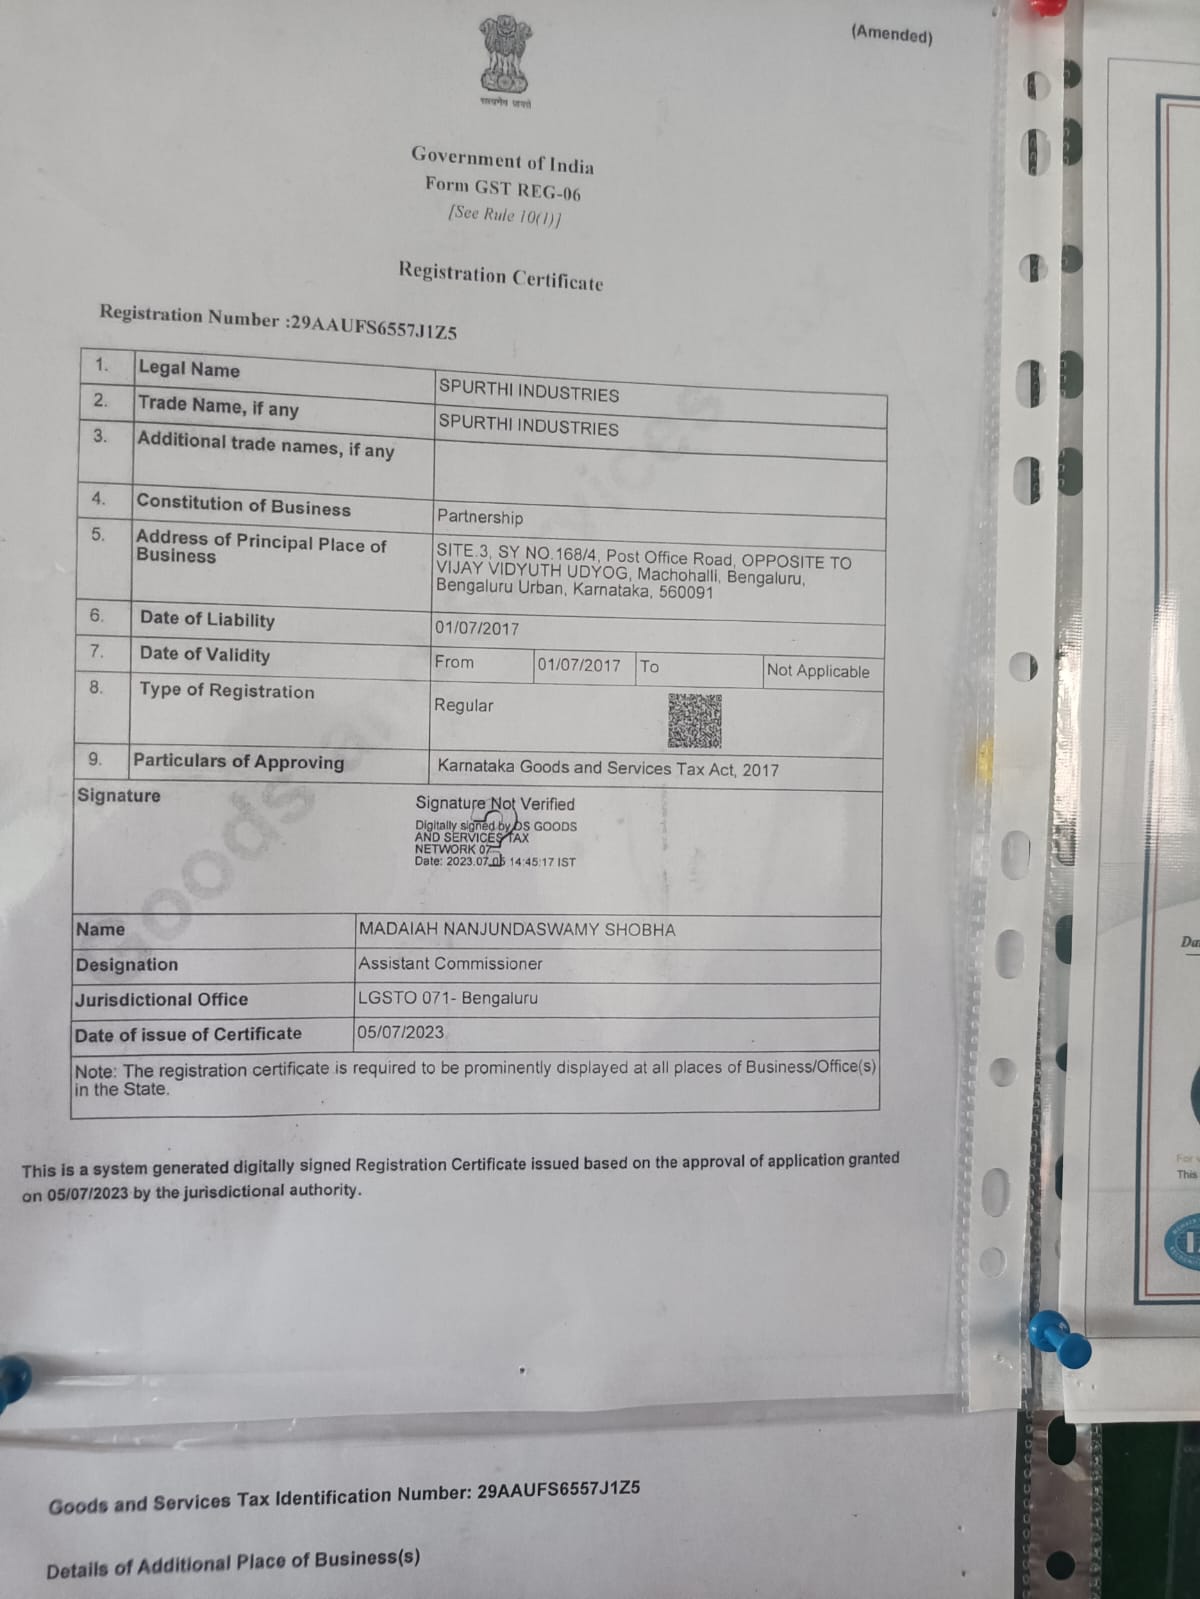 (Amended)
सत्यमेव जयते
Government of India
Form GST REG-06
[See Rule 10(1)]
Registration Certificate
Registration Number :29AAUFS6557J1Z5
1. Legal Name SPURTHI INDUSTRIES
2. Trade Name, if any SPURTHI INDUSTRIES
3. Additional trade names, if any
4. Constitution of Business Partnership
5. Address of Principal Place of
Business
SITE.3, SY NO.168/4, Post Office Road, OPPOSITE TO
VIJAY VIDYUTH UDYOG, Machohalli, Bengaluru,
Bengaluru Urban, Karnataka, 560091
6. Date of Liability 01/07/2017
7. Date of Validity From 01/07/2017 To Not Applicable
8. Type of Registration Regular
9. Particulars of Approving Karnataka Goods and Services Tax Act, 2017
Signature
Signature Not Verified
Digitally signed by DS GOODS
AND SERVICES TAX
NETWORK 07
Date: 2023.07.05 14:45:17 IST
Name MADAIAH NANJUNDASWAMY SHOBHA
Designation Assistant Commissioner
Jurisdictional Office LGSTO 071- Bengaluru
Date of issue of Certificate 05/07/2023
Note: The registration certificate is required to be prominently displayed at all places of Business/Office(s)
in the State.
This is a system generated digitally signed Registration Certificate issued based on the approval of application granted
on 05/07/2023 by the jurisdictional authority.
Goods and Services Tax Identification Number: 29AAUFS6557J1Z5
Details of Additional Place of Business(s)
This